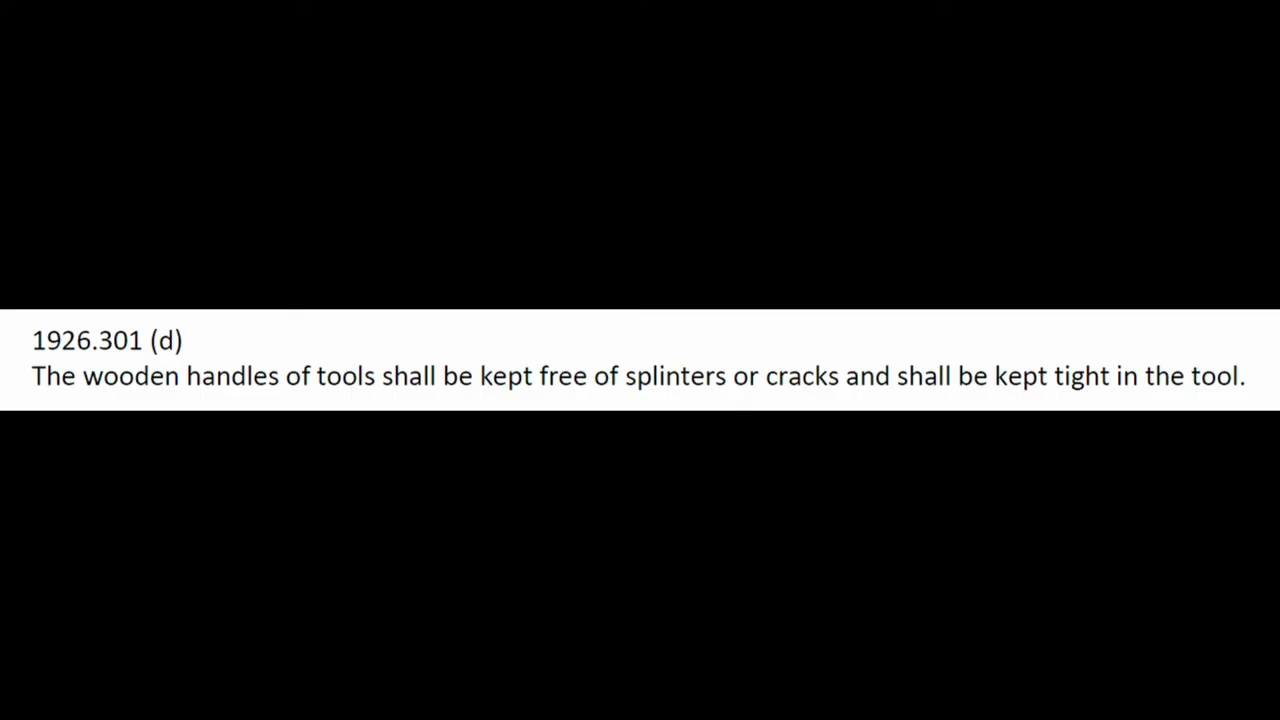 1926.301 (d)
The wooden handles of tools shall be kept free of splinters or cracks and shall be kept tight in the tool.